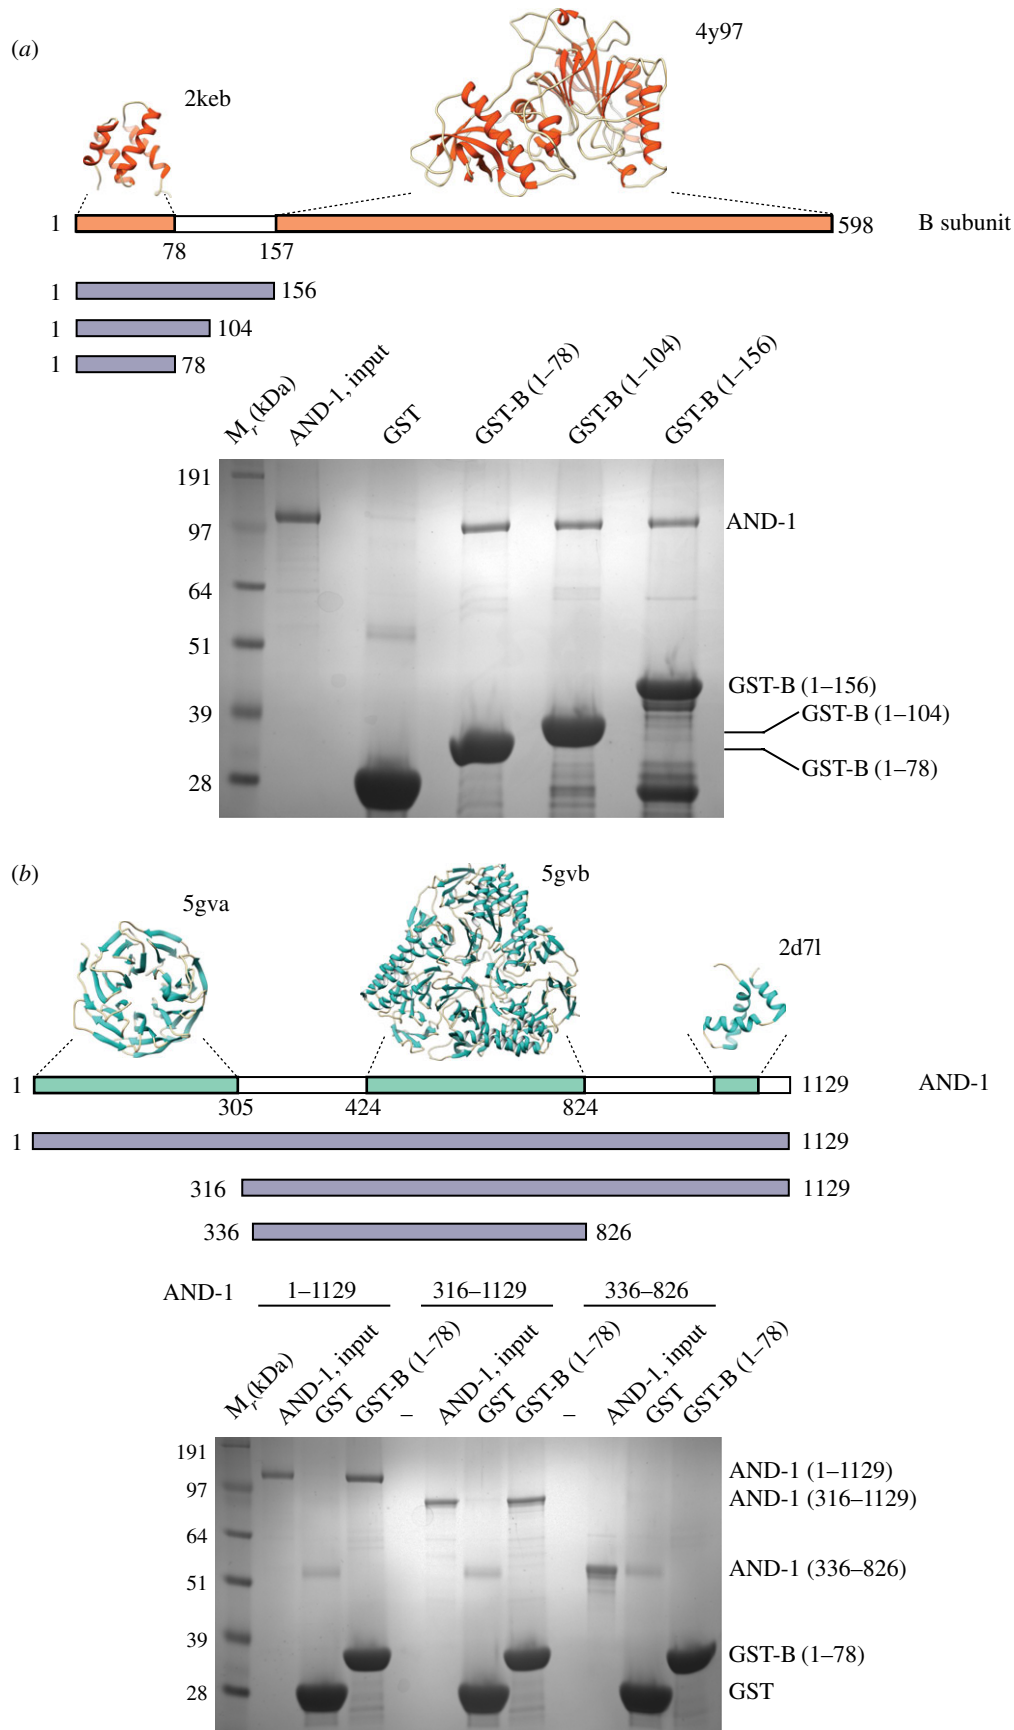 (a)
4y97
2keb
1 598 B subunit
78 157
1 156
1 104
1 78
Mr (kDa) AND-1, input GST GST-B (1–78) GST-B (1–104) GST-B (1–156)
191
97 AND-1
64
51
GST-B (1–156)
39 GST-B (1–104)
GST-B (1–78)
28
(b)
5gva 5gvb 2d7l
1 1129 AND-1
305 424 824
1 1129
316 1129
336 826
AND-1 1–1129 316–1129 336–826
Mr (kDa) AND-1, input GST GST-B (1–78) – AND-1, input GST GST-B (1–78) – AND-1, input GST GST-B (1–78)
191 AND-1 (1–1129)
97 AND-1 (316–1129)
64
51 AND-1 (336–826)
39 GST-B (1–78)
28 GST